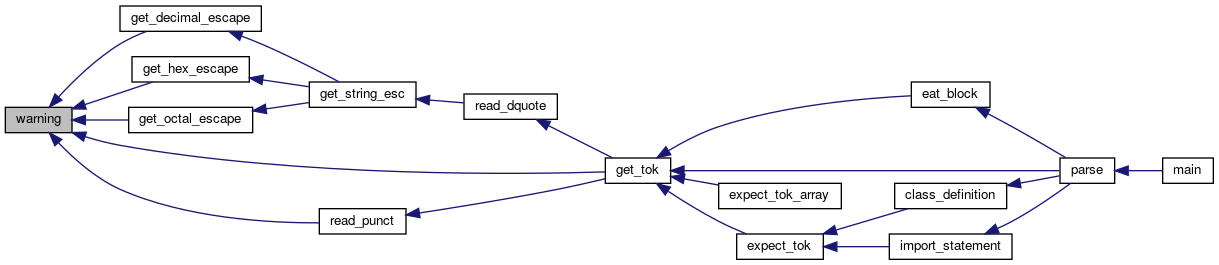 get_decimal_escape
get_hex_escape
get_string_esc
eat_block
read_dquote
warning
get_octal_escape
get_tok
parse
main
expect_tok_array
class_definition
read_punct
expect_tok
import_statement